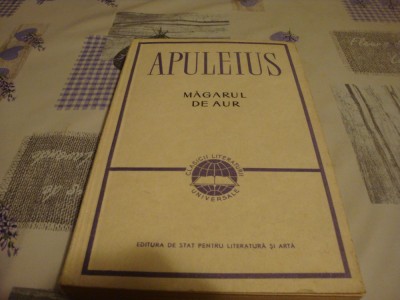 APULEIUS
MĂGARUL
DE AUR
CLASICII LITERATURII
UNIVERSALE
EDITURA DE STAT PENTRU LITERATURĂ ȘI ARTĂ